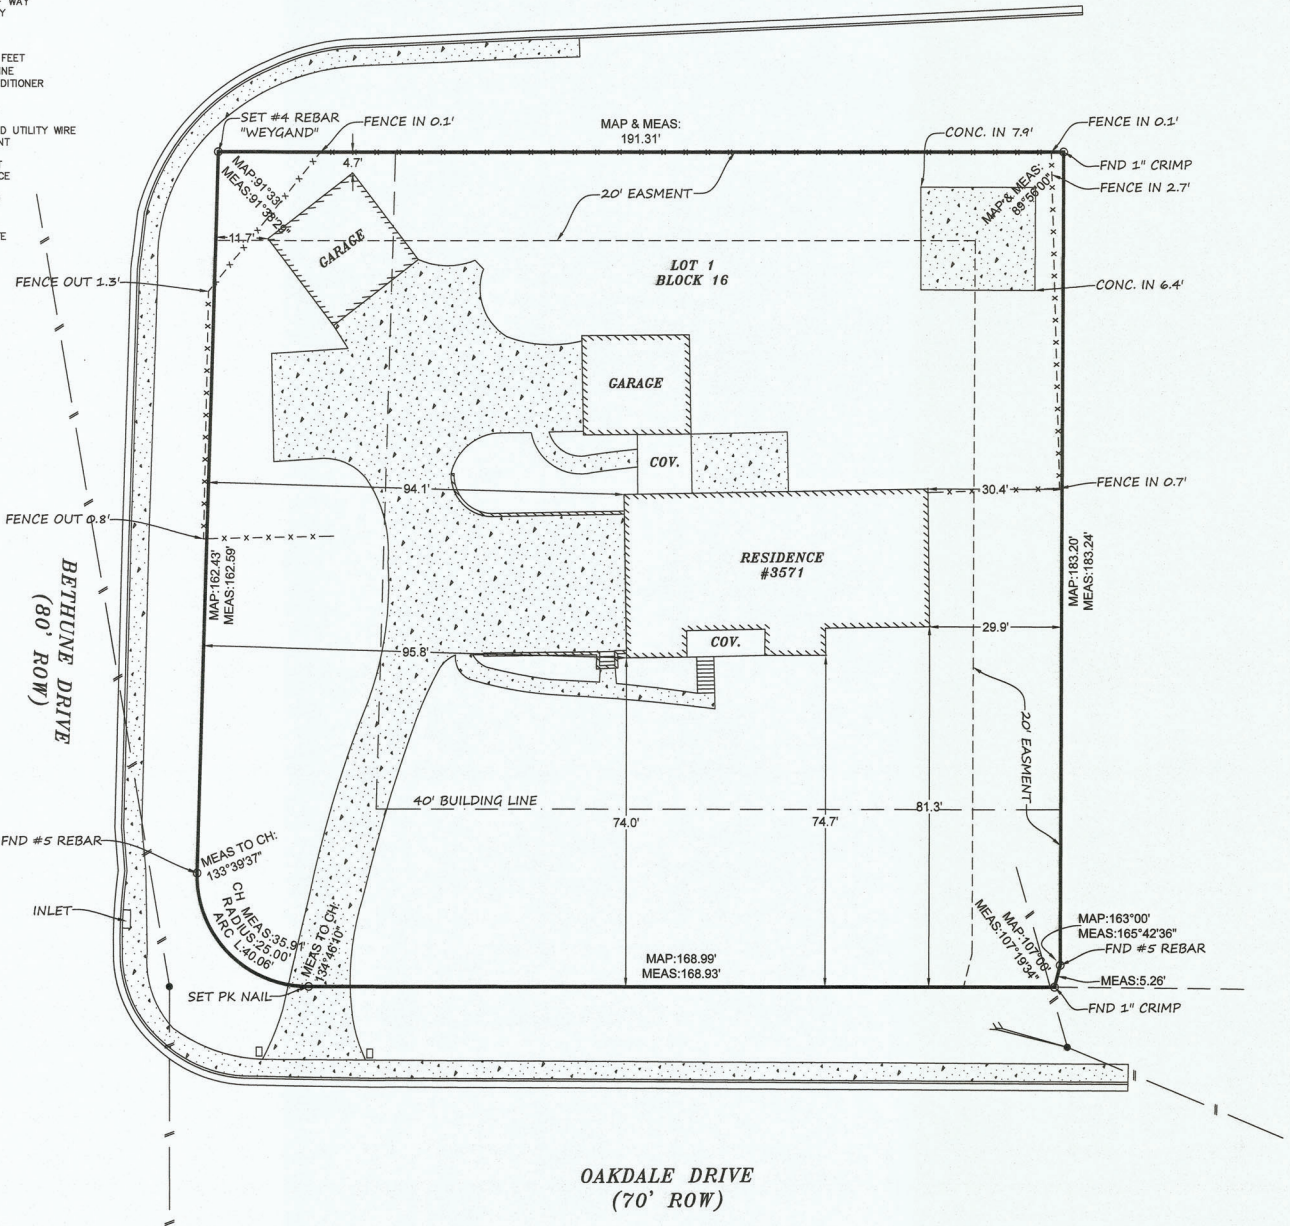 WAY
FEET
DITIONER
D UTILITY WIRE
SET #4 REBAR
"WEYGAND"
FENCE IN 0.1'
MAP & MEAS:
191.31'
CONC. IN 7.9'
FENCE IN 0.1'
FND 1" CRIMP
FENCE IN 2.7'
MAP & MEAS:
89°56'00"
4.7'
MAP:91°33'
MEAS:91°38'29"
20' EASMENT
11.7'
GARAGE
LOT 1
BLOCK 16
FENCE OUT 1.3'
CONC. IN 6.4'
GARAGE
COV.
94.1'
30.4'
FENCE IN 0.7'
FENCE OUT 0.8'
RESIDENCE
#3571
MAP:162.43'
MEAS:162.59'
MAP:183.20'
MEAS:183.24'
BETHUNE DRIVE
(80' ROW)
29.9'
COV.
95.8'
20' EASMENT
40' BUILDING LINE
74.0'
74.7'
81.3'
FND #5 REBAR
MEAS TO CH:
133°39'37"
CH MEAS:35.91'
RADIUS:25.00'
ARC L:40.06'
INLET
MEAS TO CH:
134°46'10"
MAP:107°00'
MEAS:107°19'34"
MAP:163°00'
MEAS:165°42'36"
FND #5 REBAR
MAP:168.99'
MEAS:168.93'
MEAS:5.26'
SET PK NAIL
FND 1" CRIMP
OAKDALE DRIVE
(70' ROW)